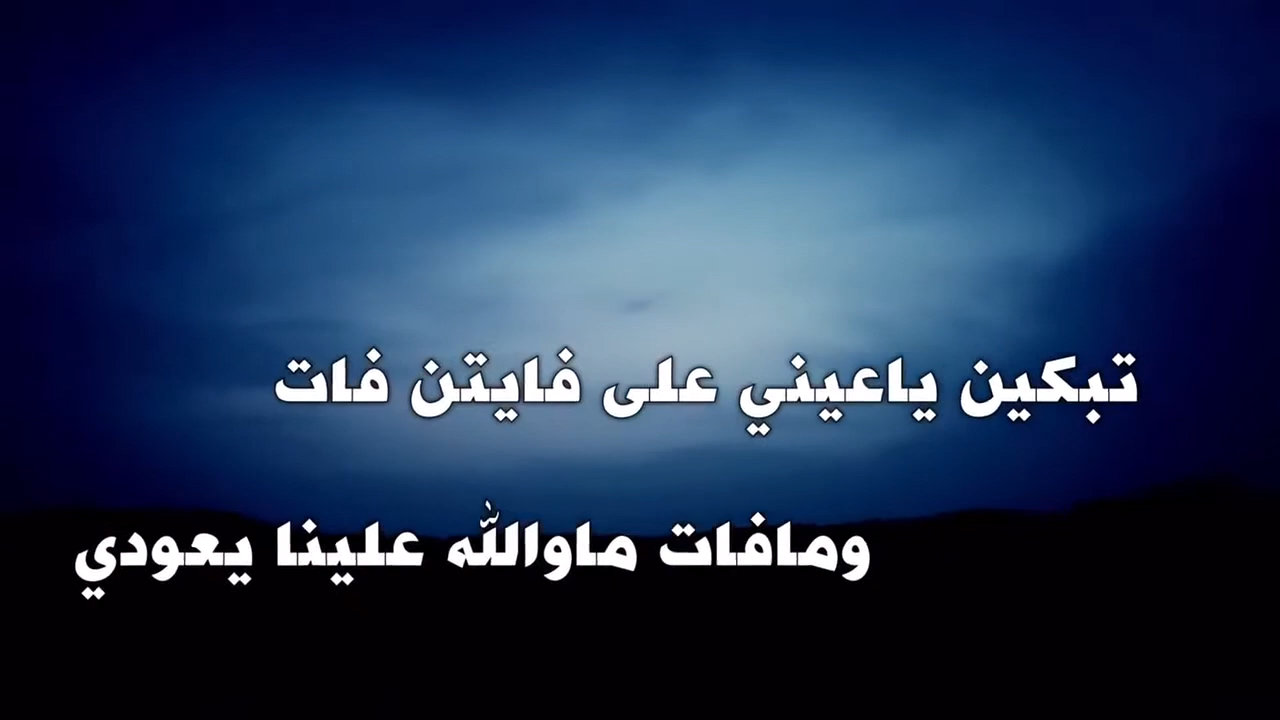 تبكين ياعيني على فايتن فات
ومافات ماوالله علينا يعودي